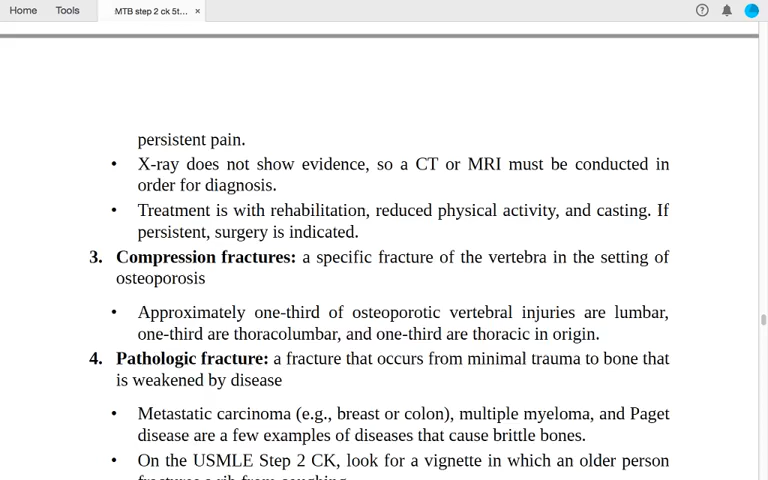 Home Tools MTB step 2 ck 5t... ×
persistent pain.
• X-ray does not show evidence, so a CT or MRI must be conducted in
order for diagnosis.
• Treatment is with rehabilitation, reduced physical activity, and casting. If
persistent, surgery is indicated.
3. Compression fractures: a specific fracture of the vertebra in the setting of
osteoporosis
• Approximately one-third of osteoporotic vertebral injuries are lumbar,
one-third are thoracolumbar, and one-third are thoracic in origin.
4. Pathologic fracture: a fracture that occurs from minimal trauma to bone that
is weakened by disease
• Metastatic carcinoma (e.g., breast or colon), multiple myeloma, and Paget
disease are a few examples of diseases that cause brittle bones.
• On the USMLE Step 2 CK, look for a vignette in which an older person
fractures a rib from coughing.